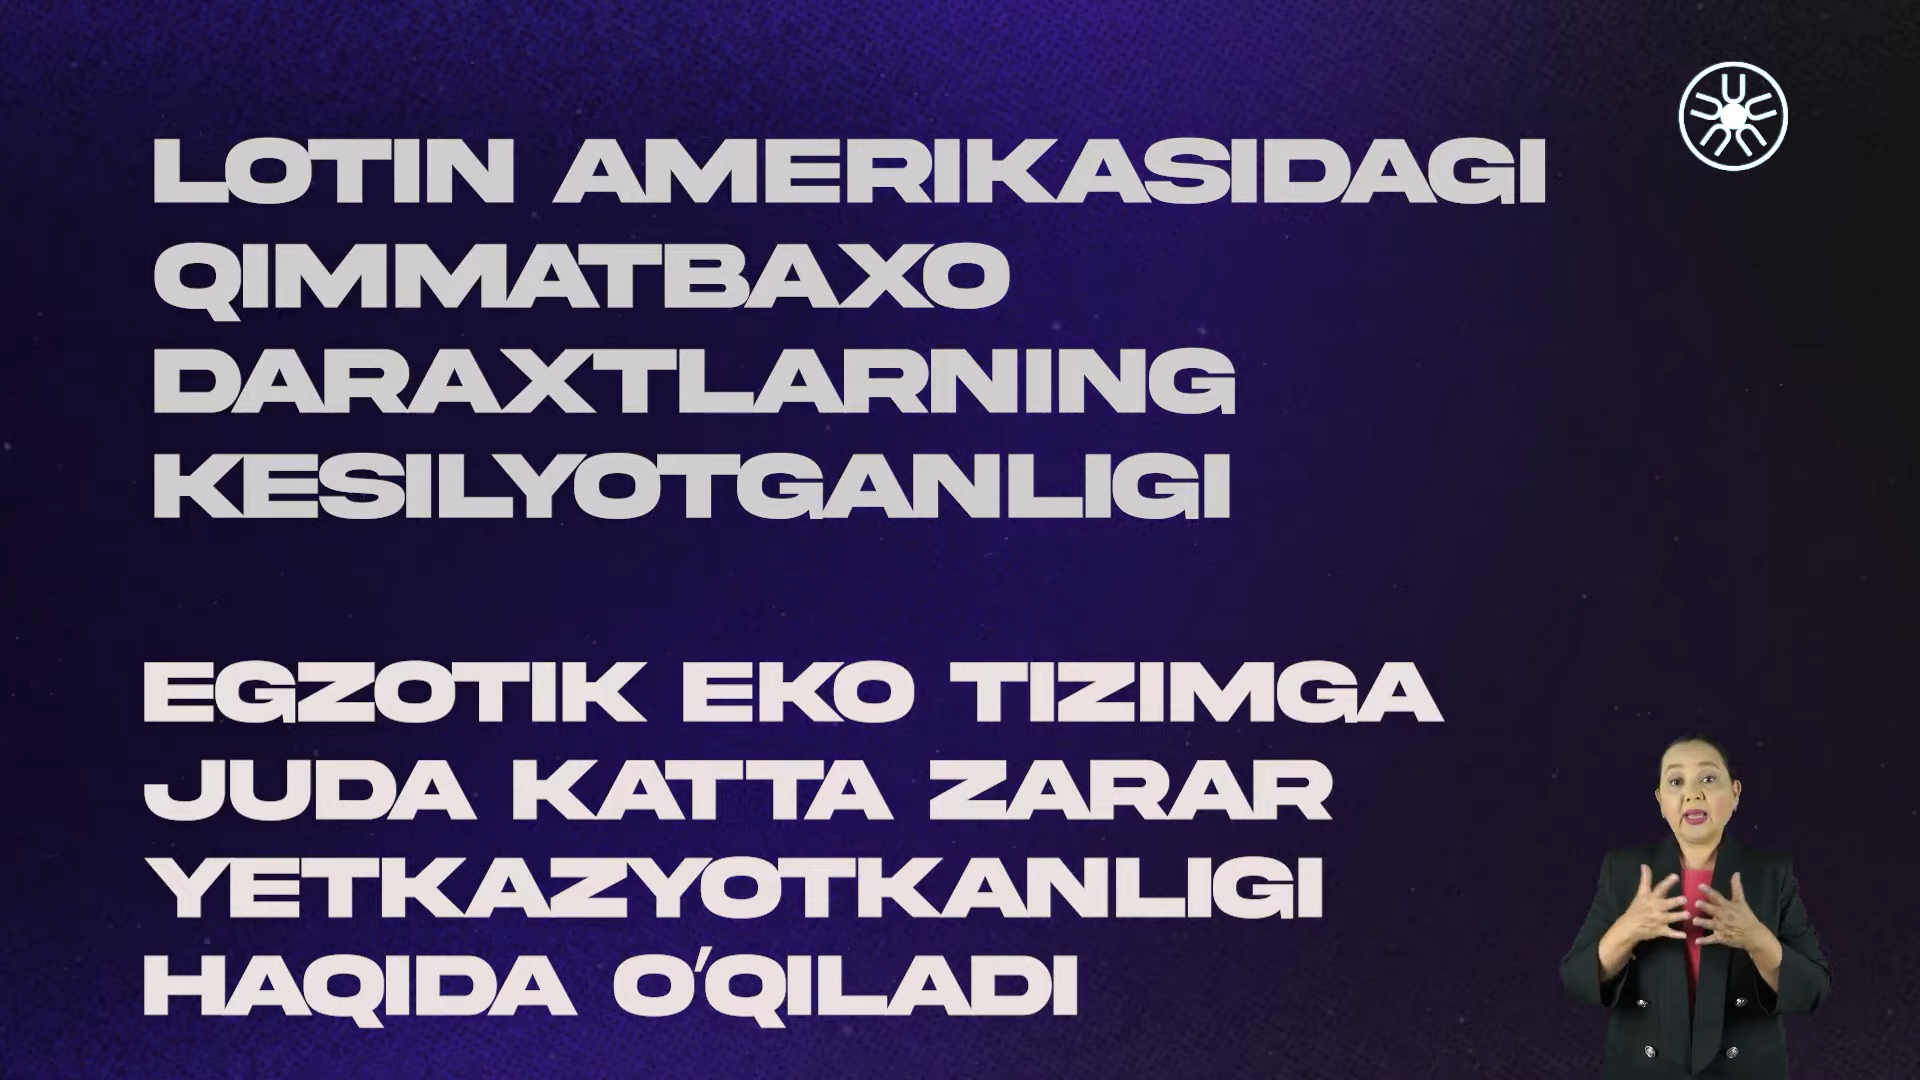 LOTIN AMERIKASIDAGI
QIMMATBAXO
DARAXTLARNING
KESILYOTGANLIGI
EGZOTIK EKO TIZIMGA
JUDA KATTA ZARAR
YETKAZYOTKANLIGI
HAQIDA O'QILADI